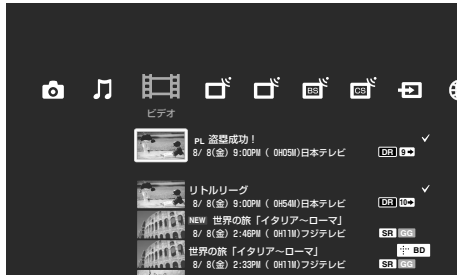 BS
CS
ビデオ
PL 盗塁成功！
8/ 8(金) 9:00PM ( 0H05M)日本テレビ DR 9
リトルリーグ
8/ 8(金) 9:00PM ( 0H54M)日本テレビ DR 10
NEW 世界の旅「イタリア～ローマ」
8/ 8(金) 2:46PM ( 0H11M)フジテレビ SR GG
世界の旅「イタリア～ローマ」 BD
8/ 8(金) 2:33PM ( 0H11M)フジテレビ SR GG